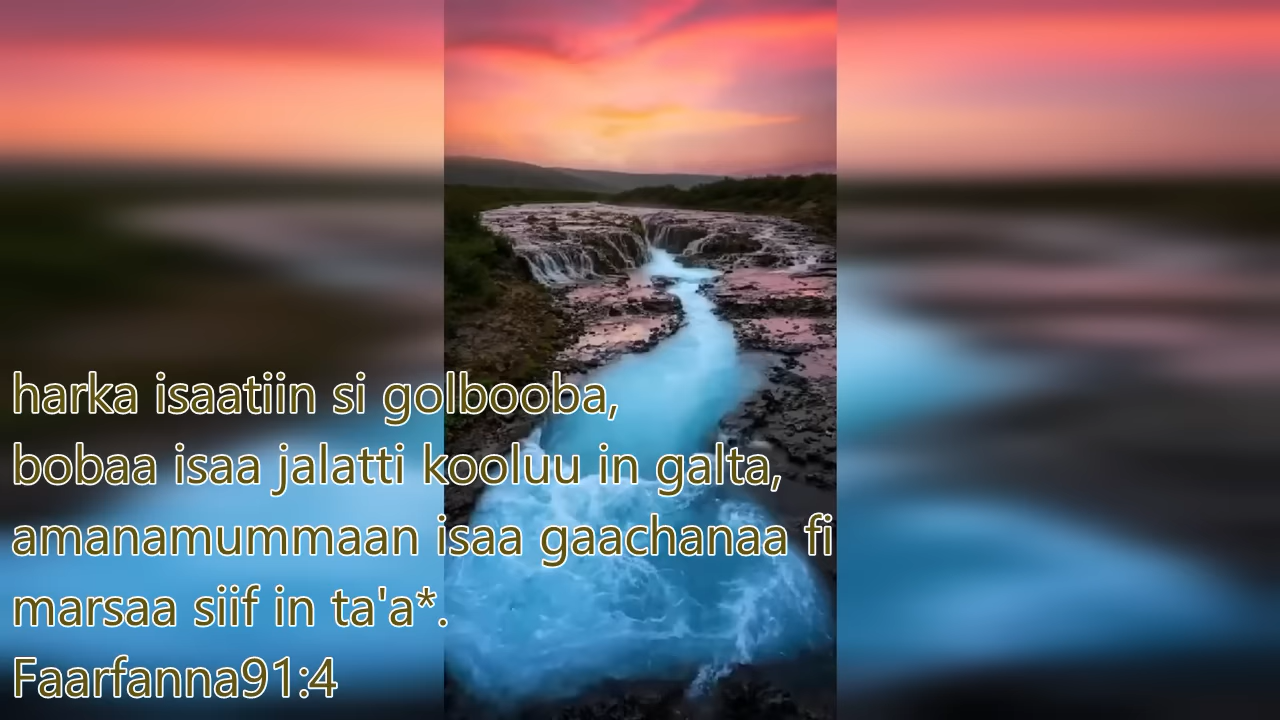 harka isaatiin si golbooba,
bobaa isaa jalatti kooluu in galta,
amanamummaan isaa gaachanaa fi
marsaa siif in ta'a*.
Faarfanna91:4